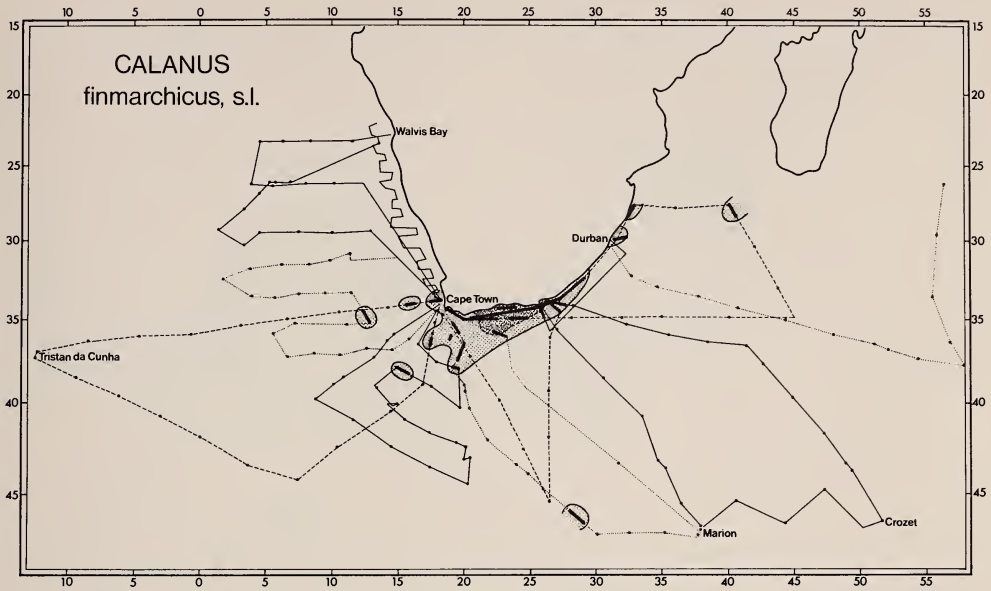 10 5 0 5 10 15 20 25 30 35 40 45 50 55
15 15
CALANUS
finmarchicus, s.l.
20 20
Walvis Bay
25 25
Durban
30 30
Cape Town
35 35
Tristan da Cunha
40 40
45 45
Crozet
Marion
10 5 0 5 10 15 20 25 30 35 40 45 50 55